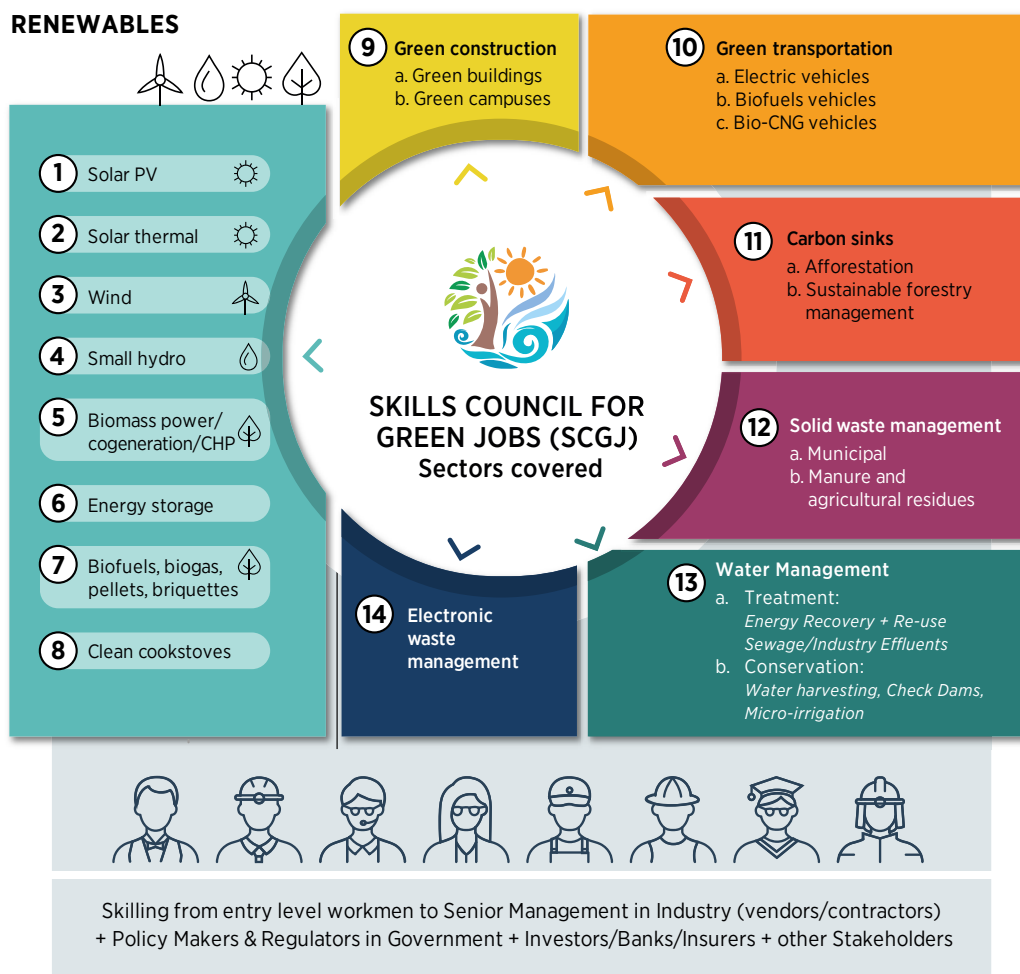 RENEWABLES
1 Solar PV
2 Solar thermal
3 Wind
4 Small hydro
5 Biomass power/
cogeneration/CHP
6 Energy storage
7 Biofuels, biogas,
pellets, briquettes
8 Clean cookstoves
9 Green construction
a. Green buildings
b. Green campuses
10 Green transportation
a. Electric vehicles
b. Biofuels vehicles
c. Bio-CNG vehicles
11 Carbon sinks
a. Afforestation
b. Sustainable forestry
management
12 Solid waste management
a. Municipal
b. Manure and
agricultural residues
13 Water Management
a. Treatment:
Energy Recovery + Re-use
Sewage/Industry Effluents
b. Conservation:
Water harvesting, Check Dams,
Micro-irrigation
14 Electronic
waste
management
SKILLS COUNCIL FOR
GREEN JOBS (SCGJ)
Sectors covered
Skilling from entry level workmen to Senior Management in Industry (vendors/contractors)
+ Policy Makers & Regulators in Government + Investors/Banks/Insurers + other Stakeholders